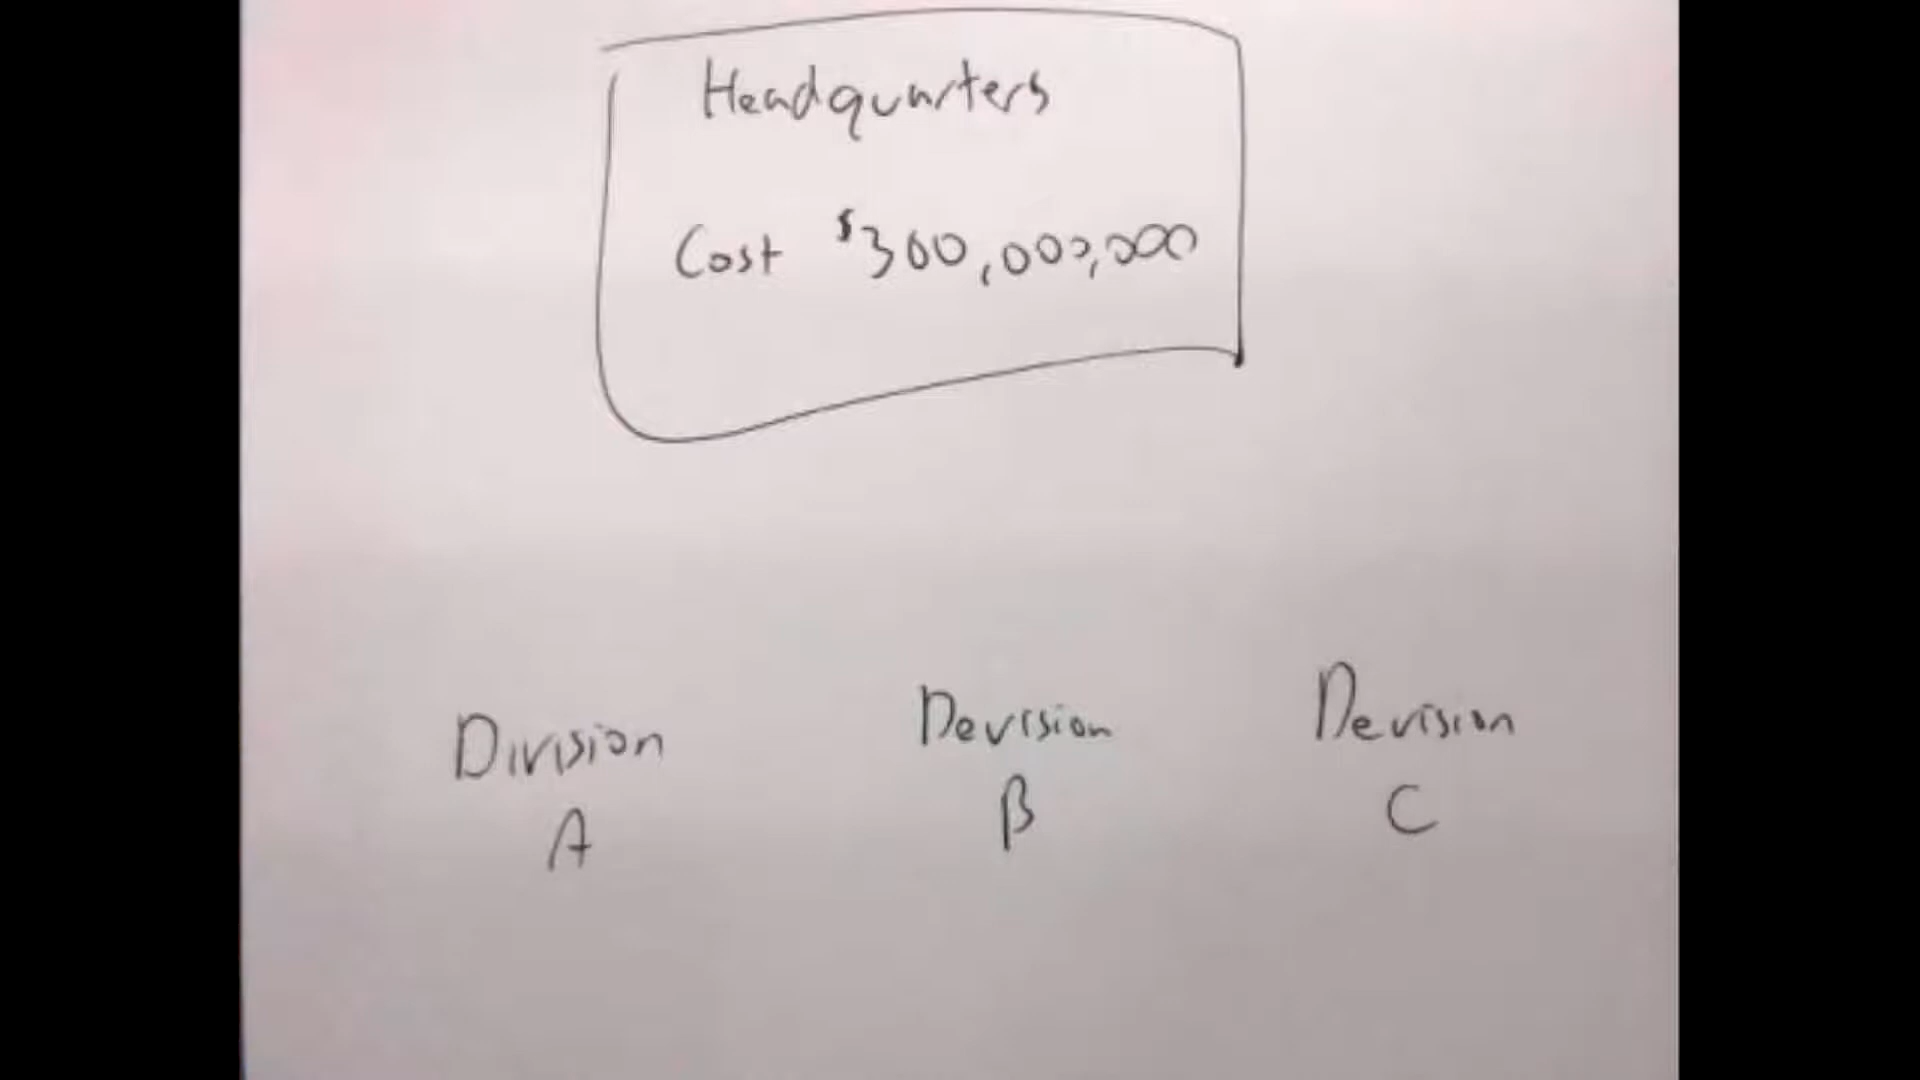 Headquarters
Cost $300,000,000
Division
A
Devision
B
Devision
C